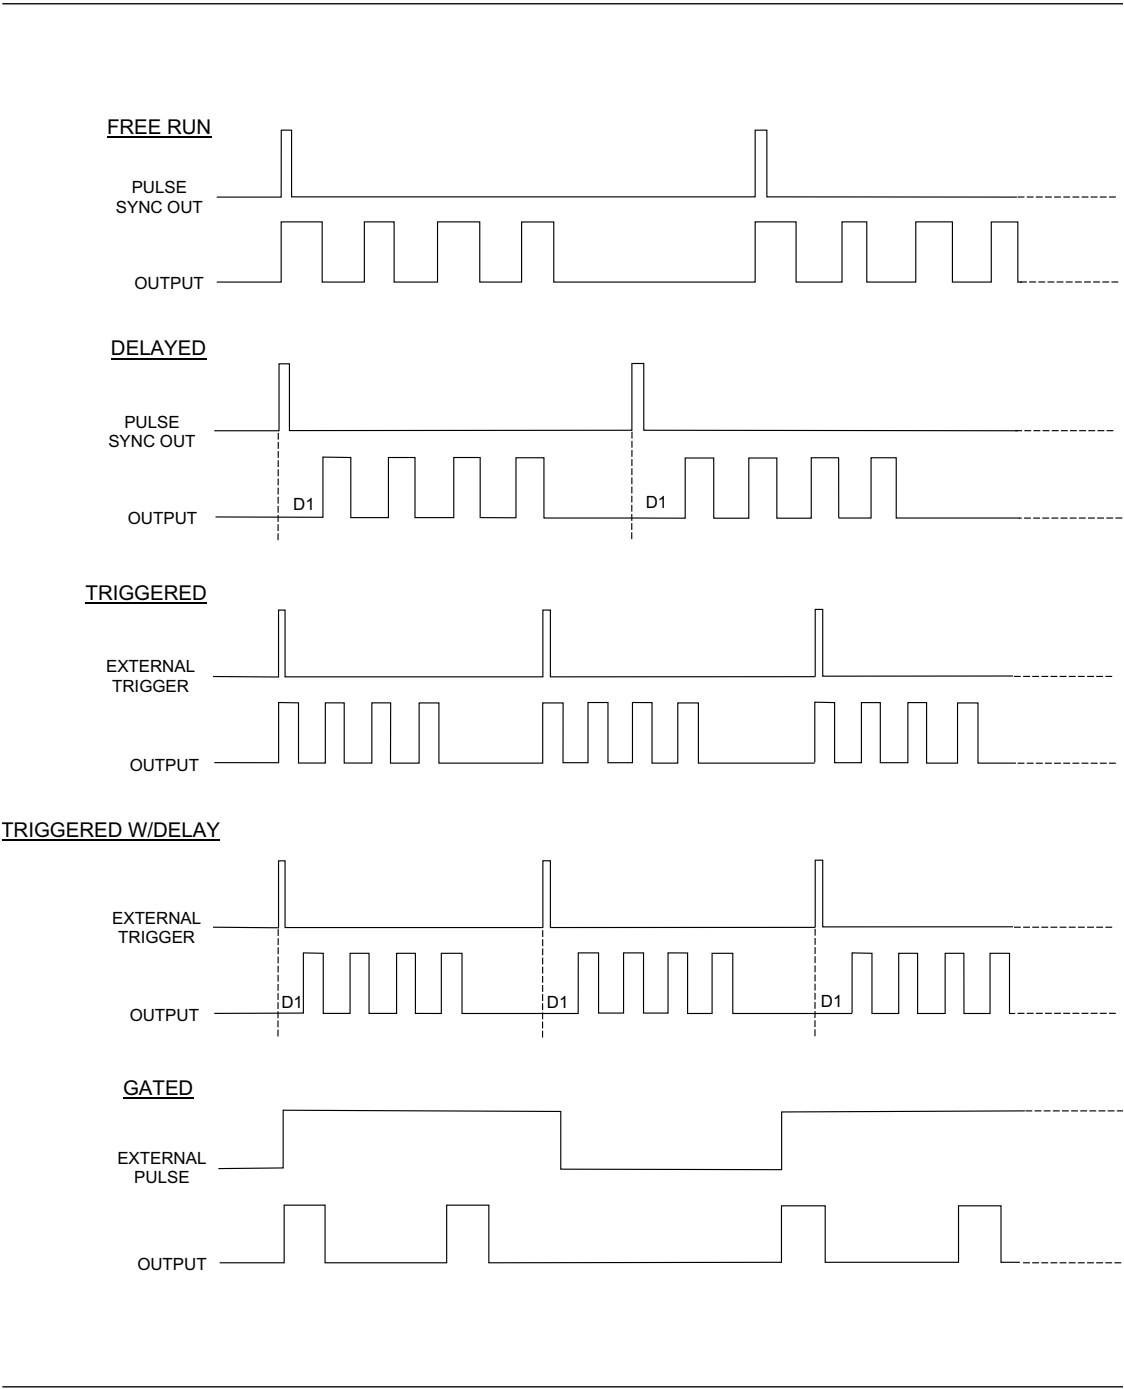 FREE RUN
PULSE
SYNC OUT
OUTPUT
DELAYED
PULSE
SYNC OUT
D1
D1
OUTPUT
TRIGGERED
EXTERNAL
TRIGGER
OUTPUT
TRIGGERED W/DELAY
EXTERNAL
TRIGGER
D1
D1
D1
OUTPUT
GATED
EXTERNAL
PULSE
OUTPUT